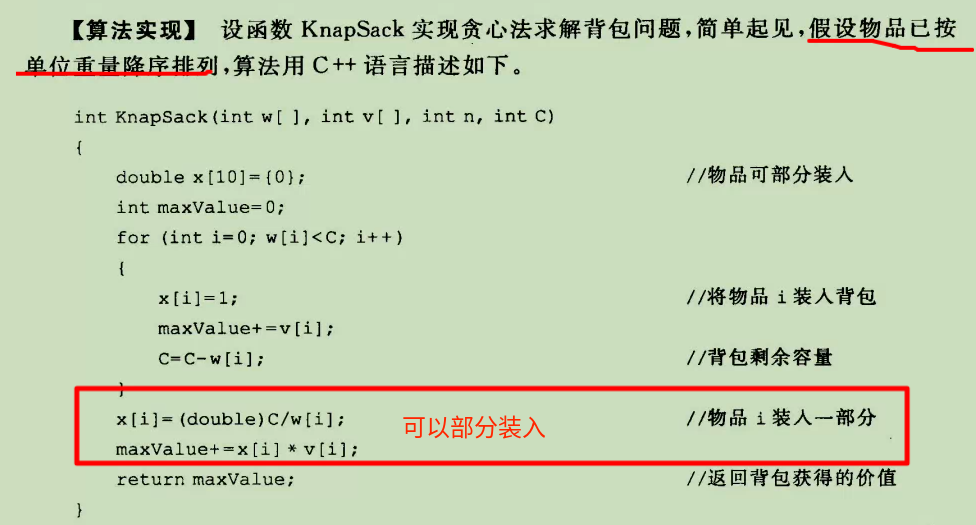 【算法实现】 设函数 KnapSack 实现贪心法求解背包问题,简单起见,假设物品已按
单位重量降序排列,算法用 C++ 语言描述如下。
int KnapSack(int w[ ], int v[ ], int n, int C)
{
double x[10]={0}; //物品可部分装入
int maxValue=0;
for (int i=0; w[i]<C; i++)
{
x[i]=1; //将物品 i 装入背包
maxValue+=v[i];
C=C-w[i]; //背包剩余容量
}
x[i]=(double)C/w[i]; 可以部分装入 //物品 i 装入一部分
maxValue+=x[i]*v[i];
return maxValue; //返回背包获得的价值
}